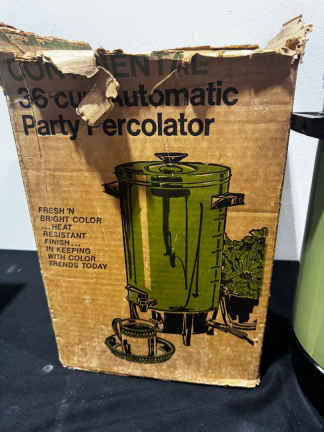 36-cup Automatic
Party Percolator
FRESH 'N
BRIGHT COLOR
...HEAT
RESISTANT
FINISH...
IN KEEPING
WITH COLOR
TRENDS TODAY